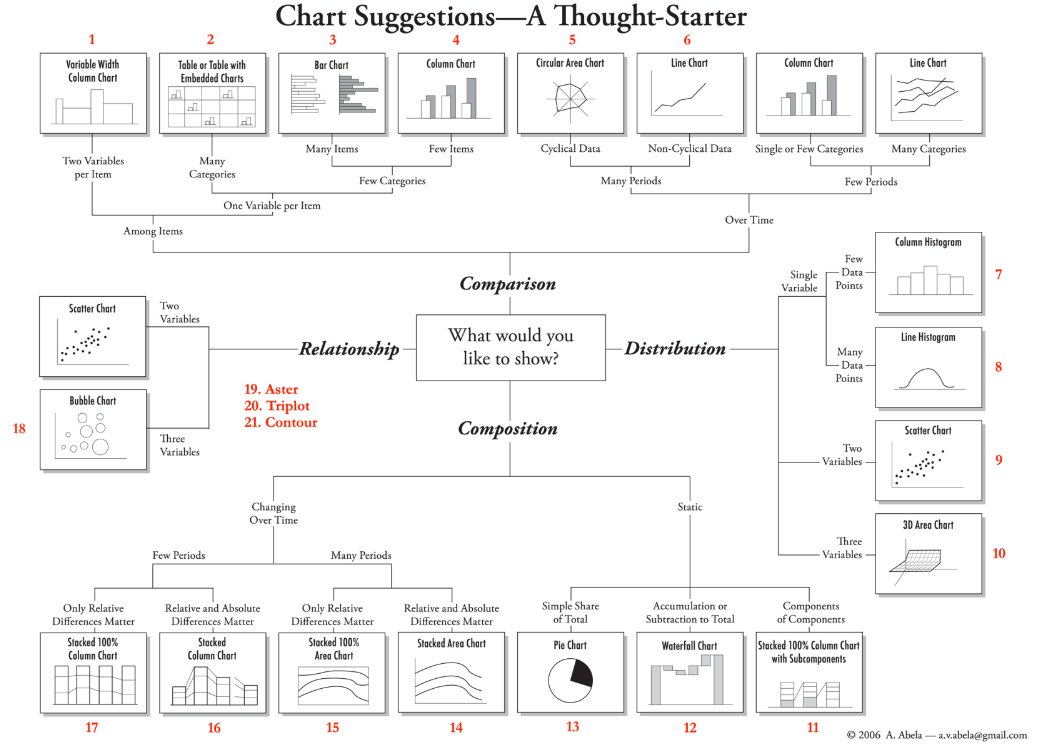 Chart Suggestions—A Thought-Starter
1
2
3
4
5
6
Variable Width
Column Chart
Table or Table with
Embedded Charts
Bar Chart
Column Chart
Circular Area Chart
Line Chart
Column Chart
Line Chart
Two Variables
per Item
Many
Categories
Many Items
Few Items
Cyclical Data
Non-Cyclical Data
Single or Few Categories
Many Categories
Few Categories
Many Periods
Few Periods
One Variable per Item
Over Time
Among Items
Comparison
What would you
like to show?
Relationship
Distribution
Composition
Scatter Chart
Two
Variables
Bubble Chart
18
Three
Variables
19. Aster
20. Triplot
21. Contour
Single
Variable
Few
Data
Points
Column Histogram
7
Many
Data
Points
Line Histogram
8
Two
Variables
Scatter Chart
9
Three
Variables
3D Area Chart
10
Changing
Over Time
Static
Few Periods
Many Periods
Only Relative
Differences Matter
Relative and Absolute
Differences Matter
Only Relative
Differences Matter
Relative and Absolute
Differences Matter
Simple Share
of Total
Accumulation or
Subtraction to Total
Components
of Components
Stacked 100%
Column Chart
Stacked
Column Chart
Stacked 100%
Area Chart
Stacked Area Chart
Pie Chart
Waterfall Chart
Stacked 100% Column Chart
with Subcomponents
17
16
15
14
13
12
11
© 2006 A. Abela — a.v.abela@gmail.com